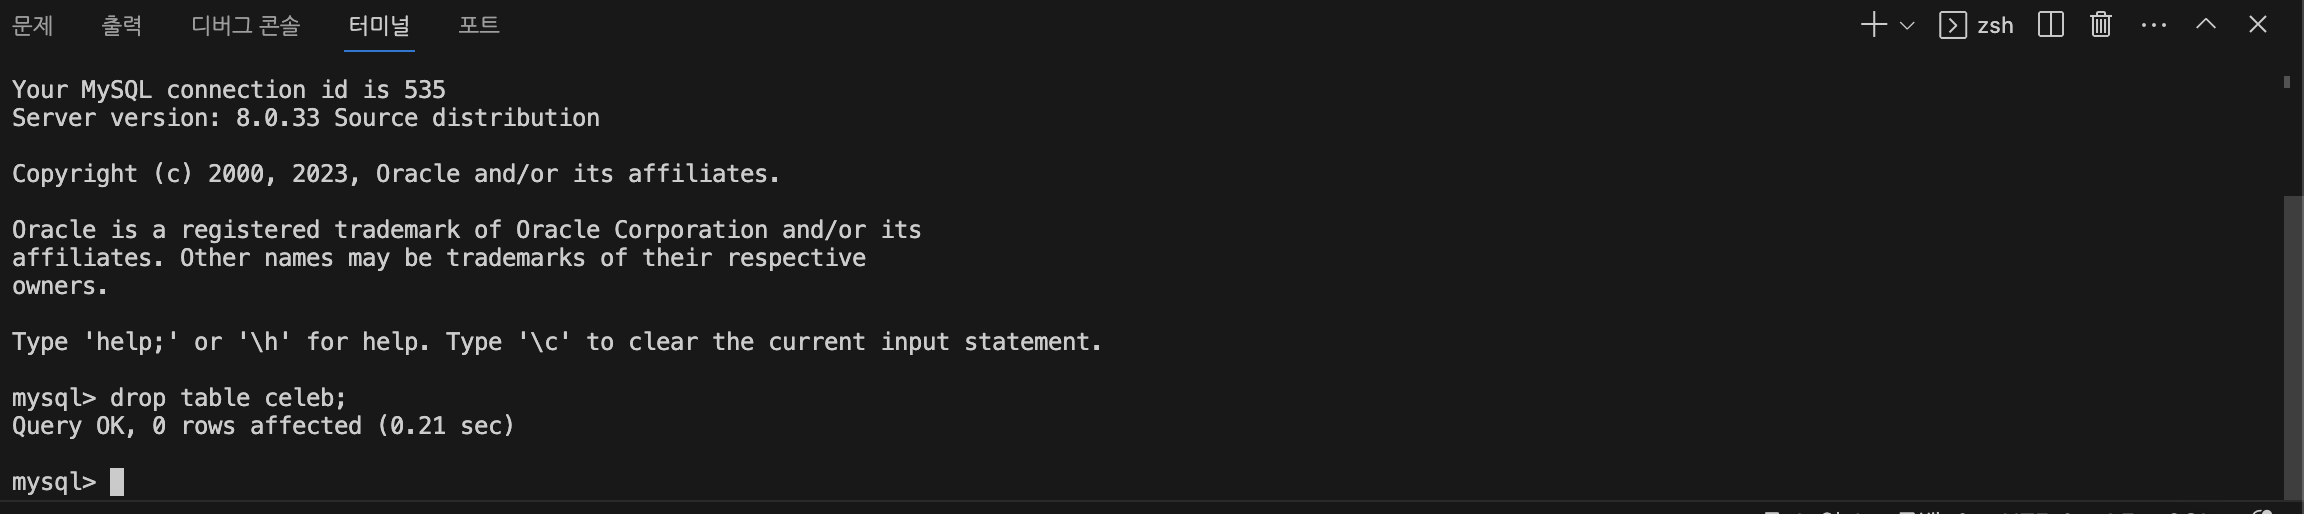 문제 출력 디버그 콘솔 터미널 포트 zsh
Your MySQL connection id is 535
Server version: 8.0.33 Source distribution
Copyright (c) 2000, 2023, Oracle and/or its affiliates.
Oracle is a registered trademark of Oracle Corporation and/or its
affiliates. Other names may be trademarks of their respective
owners.
Type 'help;' or '\h' for help. Type '\c' to clear the current input statement.
mysql> drop table celeb;
Query OK, 0 rows affected (0.21 sec)
mysql>